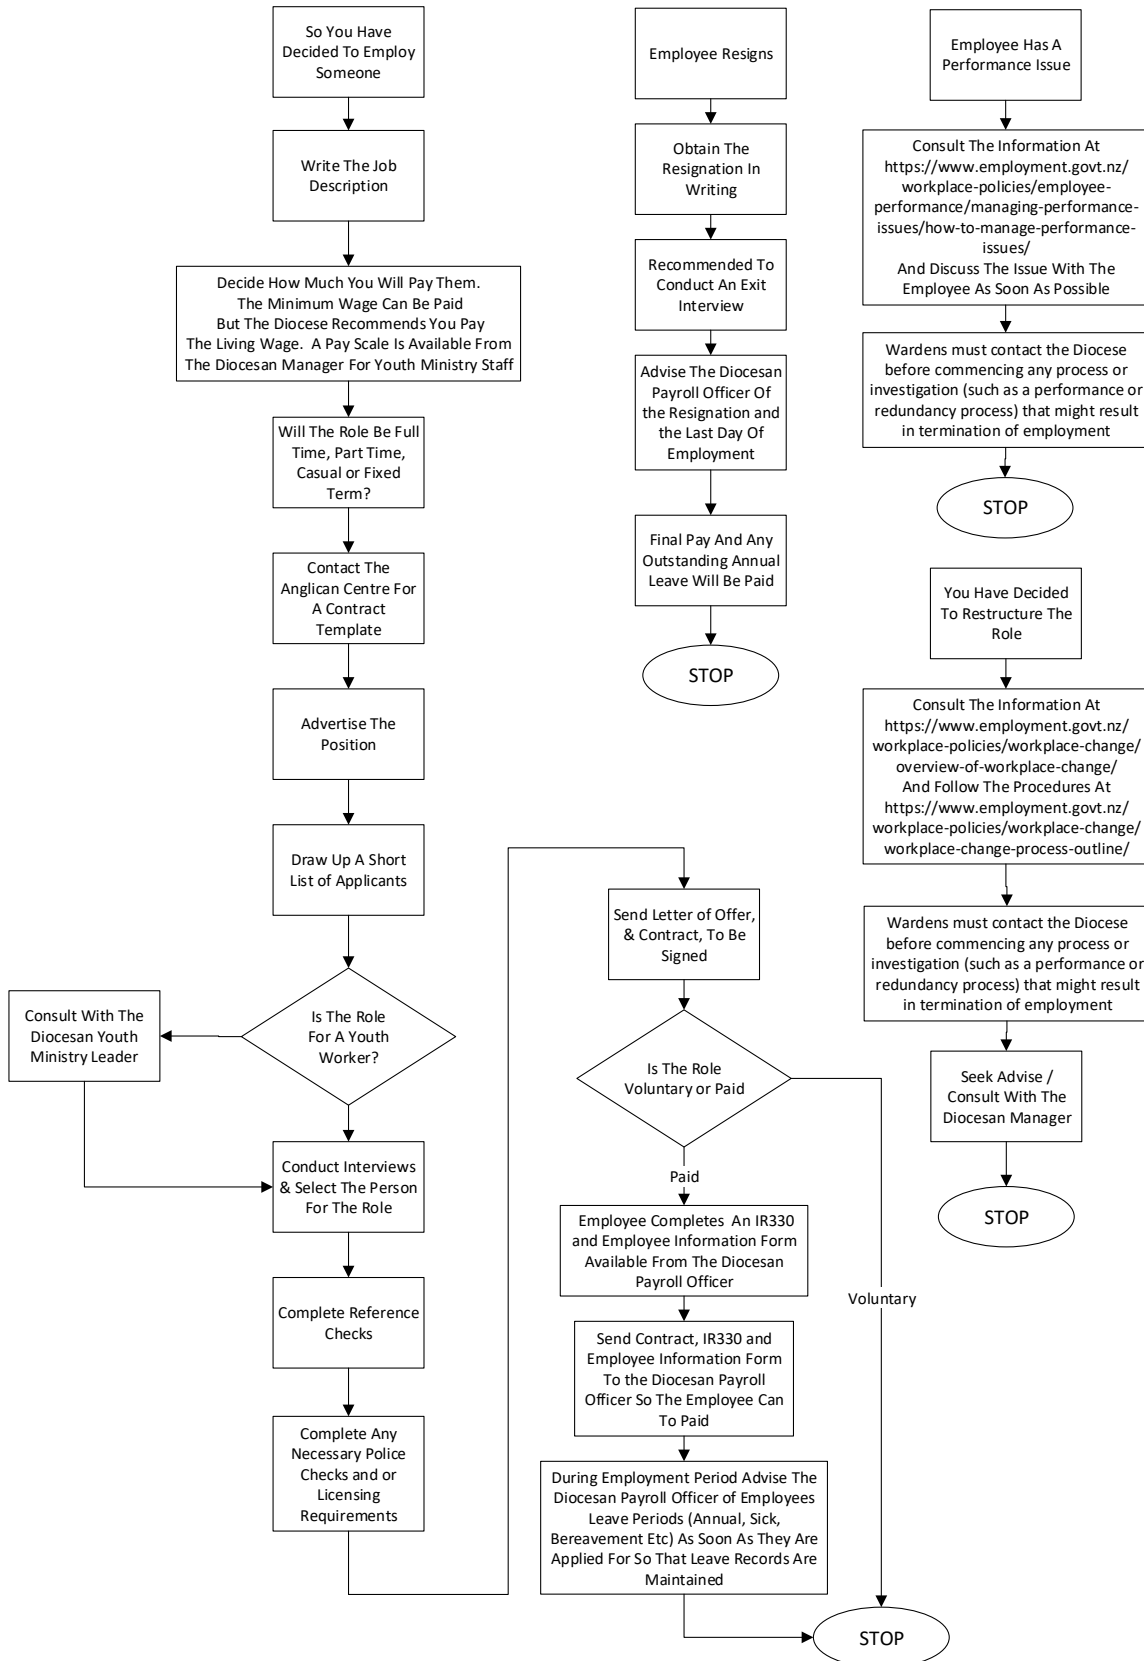 So You Have
Decided To Employ
Someone
Write The Job
Description
Decide How Much You Will Pay Them.
The Minimum Wage Can Be Paid
But The Diocese Recommends You Pay
The Living Wage. A Pay Scale Is Available From
The Diocesan Manager For Youth Ministry Staff
Will The Role Be Full
Time, Part Time,
Casual or Fixed
Term?
Contact The
Anglican Centre For
A Contract
Template
Advertise The
Position
Draw Up A Short
List of Applicants
Is The Role
For A Youth
Worker?
Consult With The
Diocesan Youth
Ministry Leader
Conduct Interviews
& Select The Person
For The Role
Complete Reference
Checks
Complete Any
Necessary Police
Checks and or
Licensing
Requirements
Send Letter of Offer,
& Contract, To Be
Signed
Is The Role
Voluntary or Paid
Paid
Employee Completes An IR330
and Employee Information Form
Available From The Diocesan
Payroll Officer
Send Contract, IR330 and
Employee Information Form
To the Diocesan Payroll
Officer So The Employee Can
To Paid
During Employment Period Advise The
Diocesan Payroll Officer of Employees
Leave Periods (Annual, Sick,
Bereavement Etc) As Soon As They Are
Applied For So That Leave Records Are
Maintained
Voluntary
STOP
Employee Resigns
Obtain The
Resignation In
Writing
Recommended To
Conduct An Exit
Interview
Advise The Diocesan
Payroll Officer Of
the Resignation and
the Last Day Of
Employment
Final Pay And Any
Outstanding Annual
Leave Will Be Paid
STOP
Employee Has A
Performance Issue
Consult The Information At
https://www.employment.govt.nz/
workplace-policies/employee-
performance/managing-performance-
issues/how-to-manage-performance-
issues/
And Discuss The Issue With The
Employee As Soon As Possible
Wardens must contact the Diocese
before commencing any process or
investigation (such as a performance or
redundancy process) that might result
in termination of employment
STOP
You Have Decided
To Restructure The
Role
Consult The Information At
https://www.employment.govt.nz/
workplace-policies/workplace-change/
overview-of-workplace-change/
And Follow The Procedures At
https://www.employment.govt.nz/
workplace-policies/workplace-change/
workplace-change-process-outline/
Wardens must contact the Diocese
before commencing any process or
investigation (such as a performance or
redundancy process) that might result
in termination of employment
Seek Advise /
Consult With The
Diocesan Manager
STOP